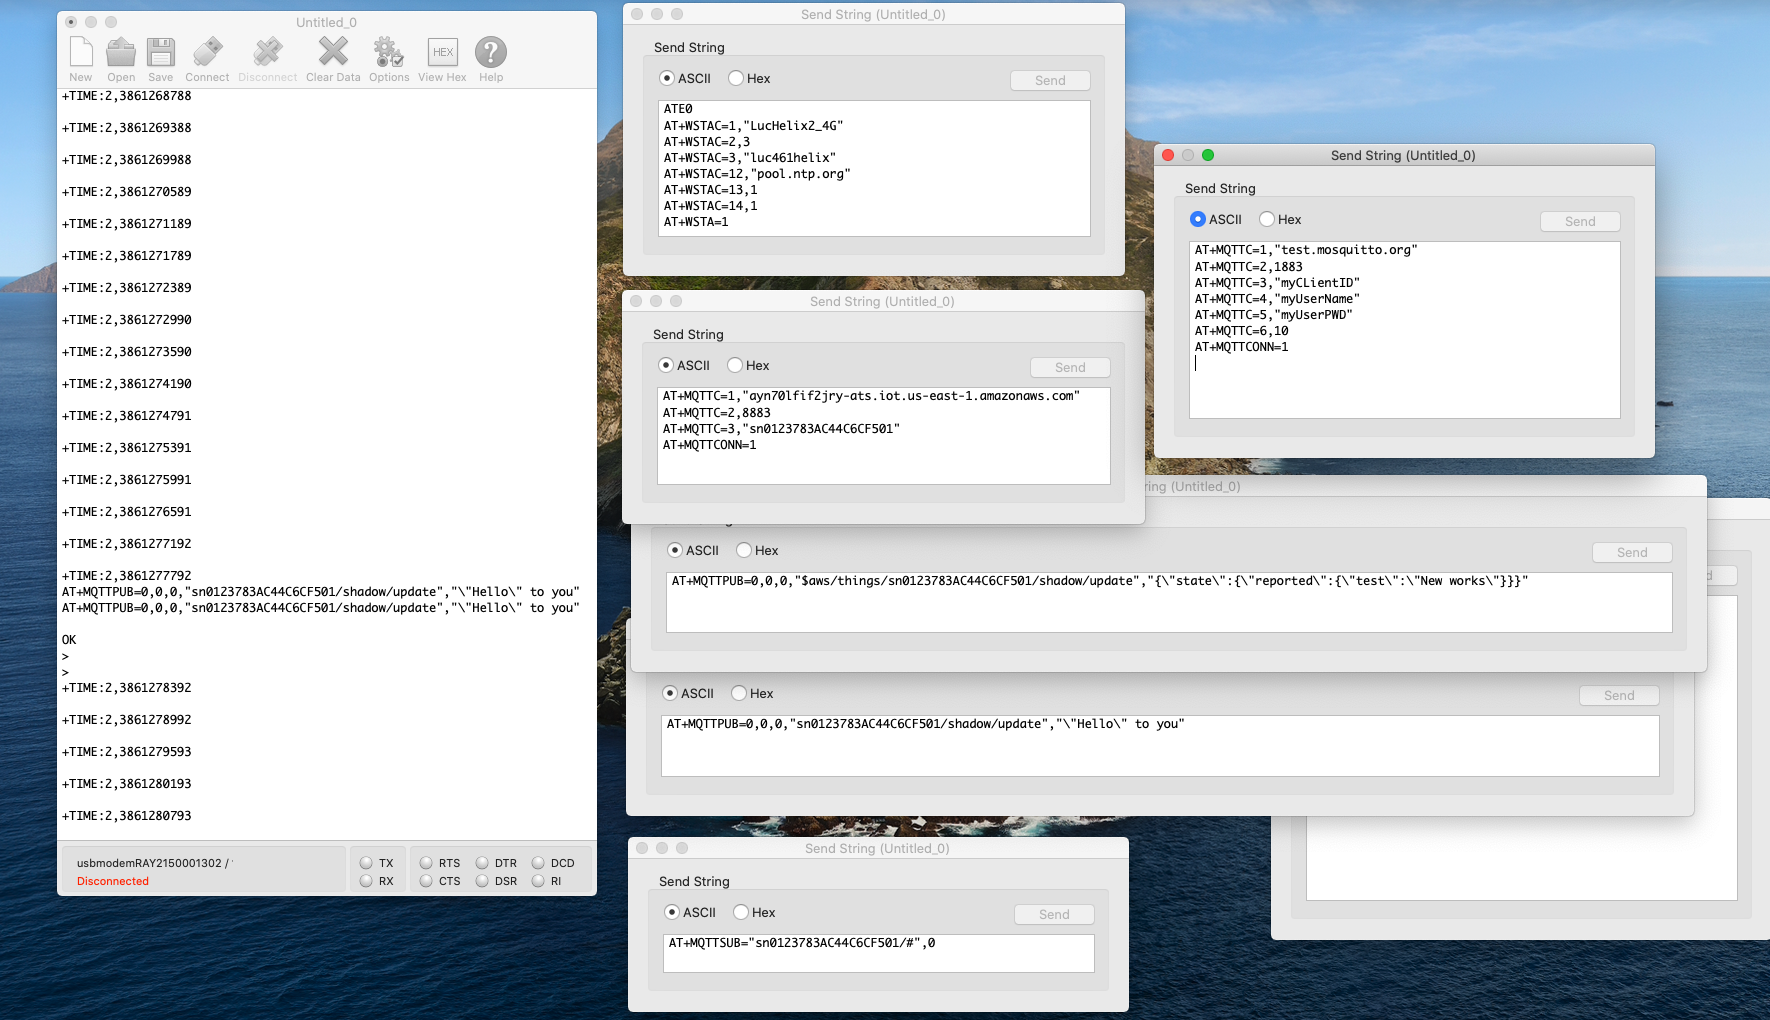 Untitled_0
New Open Save Connect Disconnect Clear Data Options View Hex Help
HEX
+TIME:2,3861268788
+TIME:2,3861269388
+TIME:2,3861269988
+TIME:2,3861270589
+TIME:2,3861271189
+TIME:2,3861271789
+TIME:2,3861272389
+TIME:2,3861272990
+TIME:2,3861273590
+TIME:2,3861274190
+TIME:2,3861274791
+TIME:2,3861275391
+TIME:2,3861275991
+TIME:2,3861276591
+TIME:2,3861277192
+TIME:2,3861277792
AT+MQTTPUB=0,0,0,"sn0123783AC44C6CF501/shadow/update","\"Hello\" to you"
AT+MQTTPUB=0,0,0,"sn0123783AC44C6CF501/shadow/update","\"Hello\" to you"
OK
>
>
+TIME:2,3861278392
+TIME:2,3861278992
+TIME:2,3861279593
+TIME:2,3861280193
+TIME:2,3861280793
usbmodemRAY2150001302 /
Disconnected
TX RTS DTR DCD
RX CTS DSR RI
Send String (Untitled_0)
Send String
ASCII Hex Send
ATE0
AT+WSTAC=1,"LucHelix2_4G"
AT+WSTAC=2,3
AT+WSTAC=3,"luc461helix"
AT+WSTAC=12,"pool.ntp.org"
AT+WSTAC=13,1
AT+WSTAC=14,1
AT+WSTA=1
Send String (Untitled_0)
Send String
ASCII Hex Send
AT+MQTTC=1,"test.mosquitto.org"
AT+MQTTC=2,1883
AT+MQTTC=3,"myCLientID"
AT+MQTTC=4,"myUserName"
AT+MQTTC=5,"myUserPWD"
AT+MQTTC=6,10
AT+MQTTCONN=1
Send String (Untitled_0)
Send String
ASCII Hex Send
AT+MQTTC=1,"ayn70lfif2jry-ats.iot.us-east-1.amazonaws.com"
AT+MQTTC=2,8883
AT+MQTTC=3,"sn0123783AC44C6CF501"
AT+MQTTCONN=1
ring (Untitled_0)
ASCII Hex Send
AT+MQTTPUB=0,0,0,"$aws/things/sn0123783AC44C6CF501/shadow/update","{\"state\":{\"reported\":{\"test\":\"New works\"}}}"
ASCII Hex Send
AT+MQTTPUB=0,0,0,"sn0123783AC44C6CF501/shadow/update","\"Hello\" to you"
Send String (Untitled_0)
Send String
ASCII Hex Send
AT+MQTTSUB="sn0123783AC44C6CF501/#",0